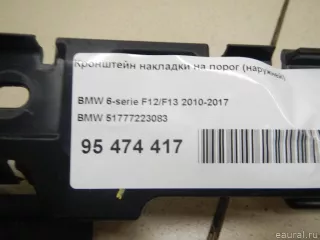 Кронштейн накладки на порог (наружный)
BMW 6-serie F12/F13 2010-2017
BMW 51777223083
95 474 417
eaural.ru